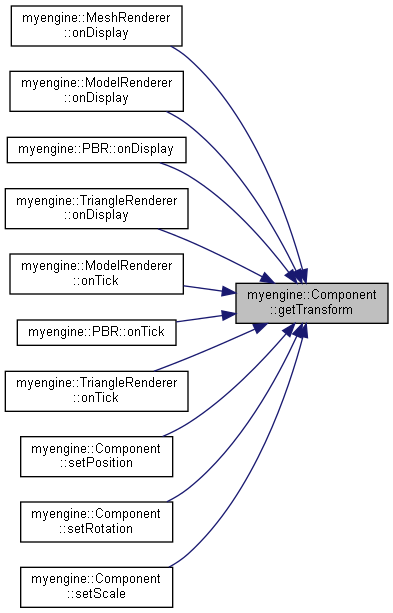 myengine::MeshRenderer
::onDisplay
myengine::ModelRenderer
::onDisplay
myengine::PBR::onDisplay
myengine::TriangleRenderer
::onDisplay
myengine::ModelRenderer
::onTick
myengine::Component
::getTransform
myengine::PBR::onTick
myengine::TriangleRenderer
::onTick
myengine::Component
::setPosition
myengine::Component
::setRotation
myengine::Component
::setScale